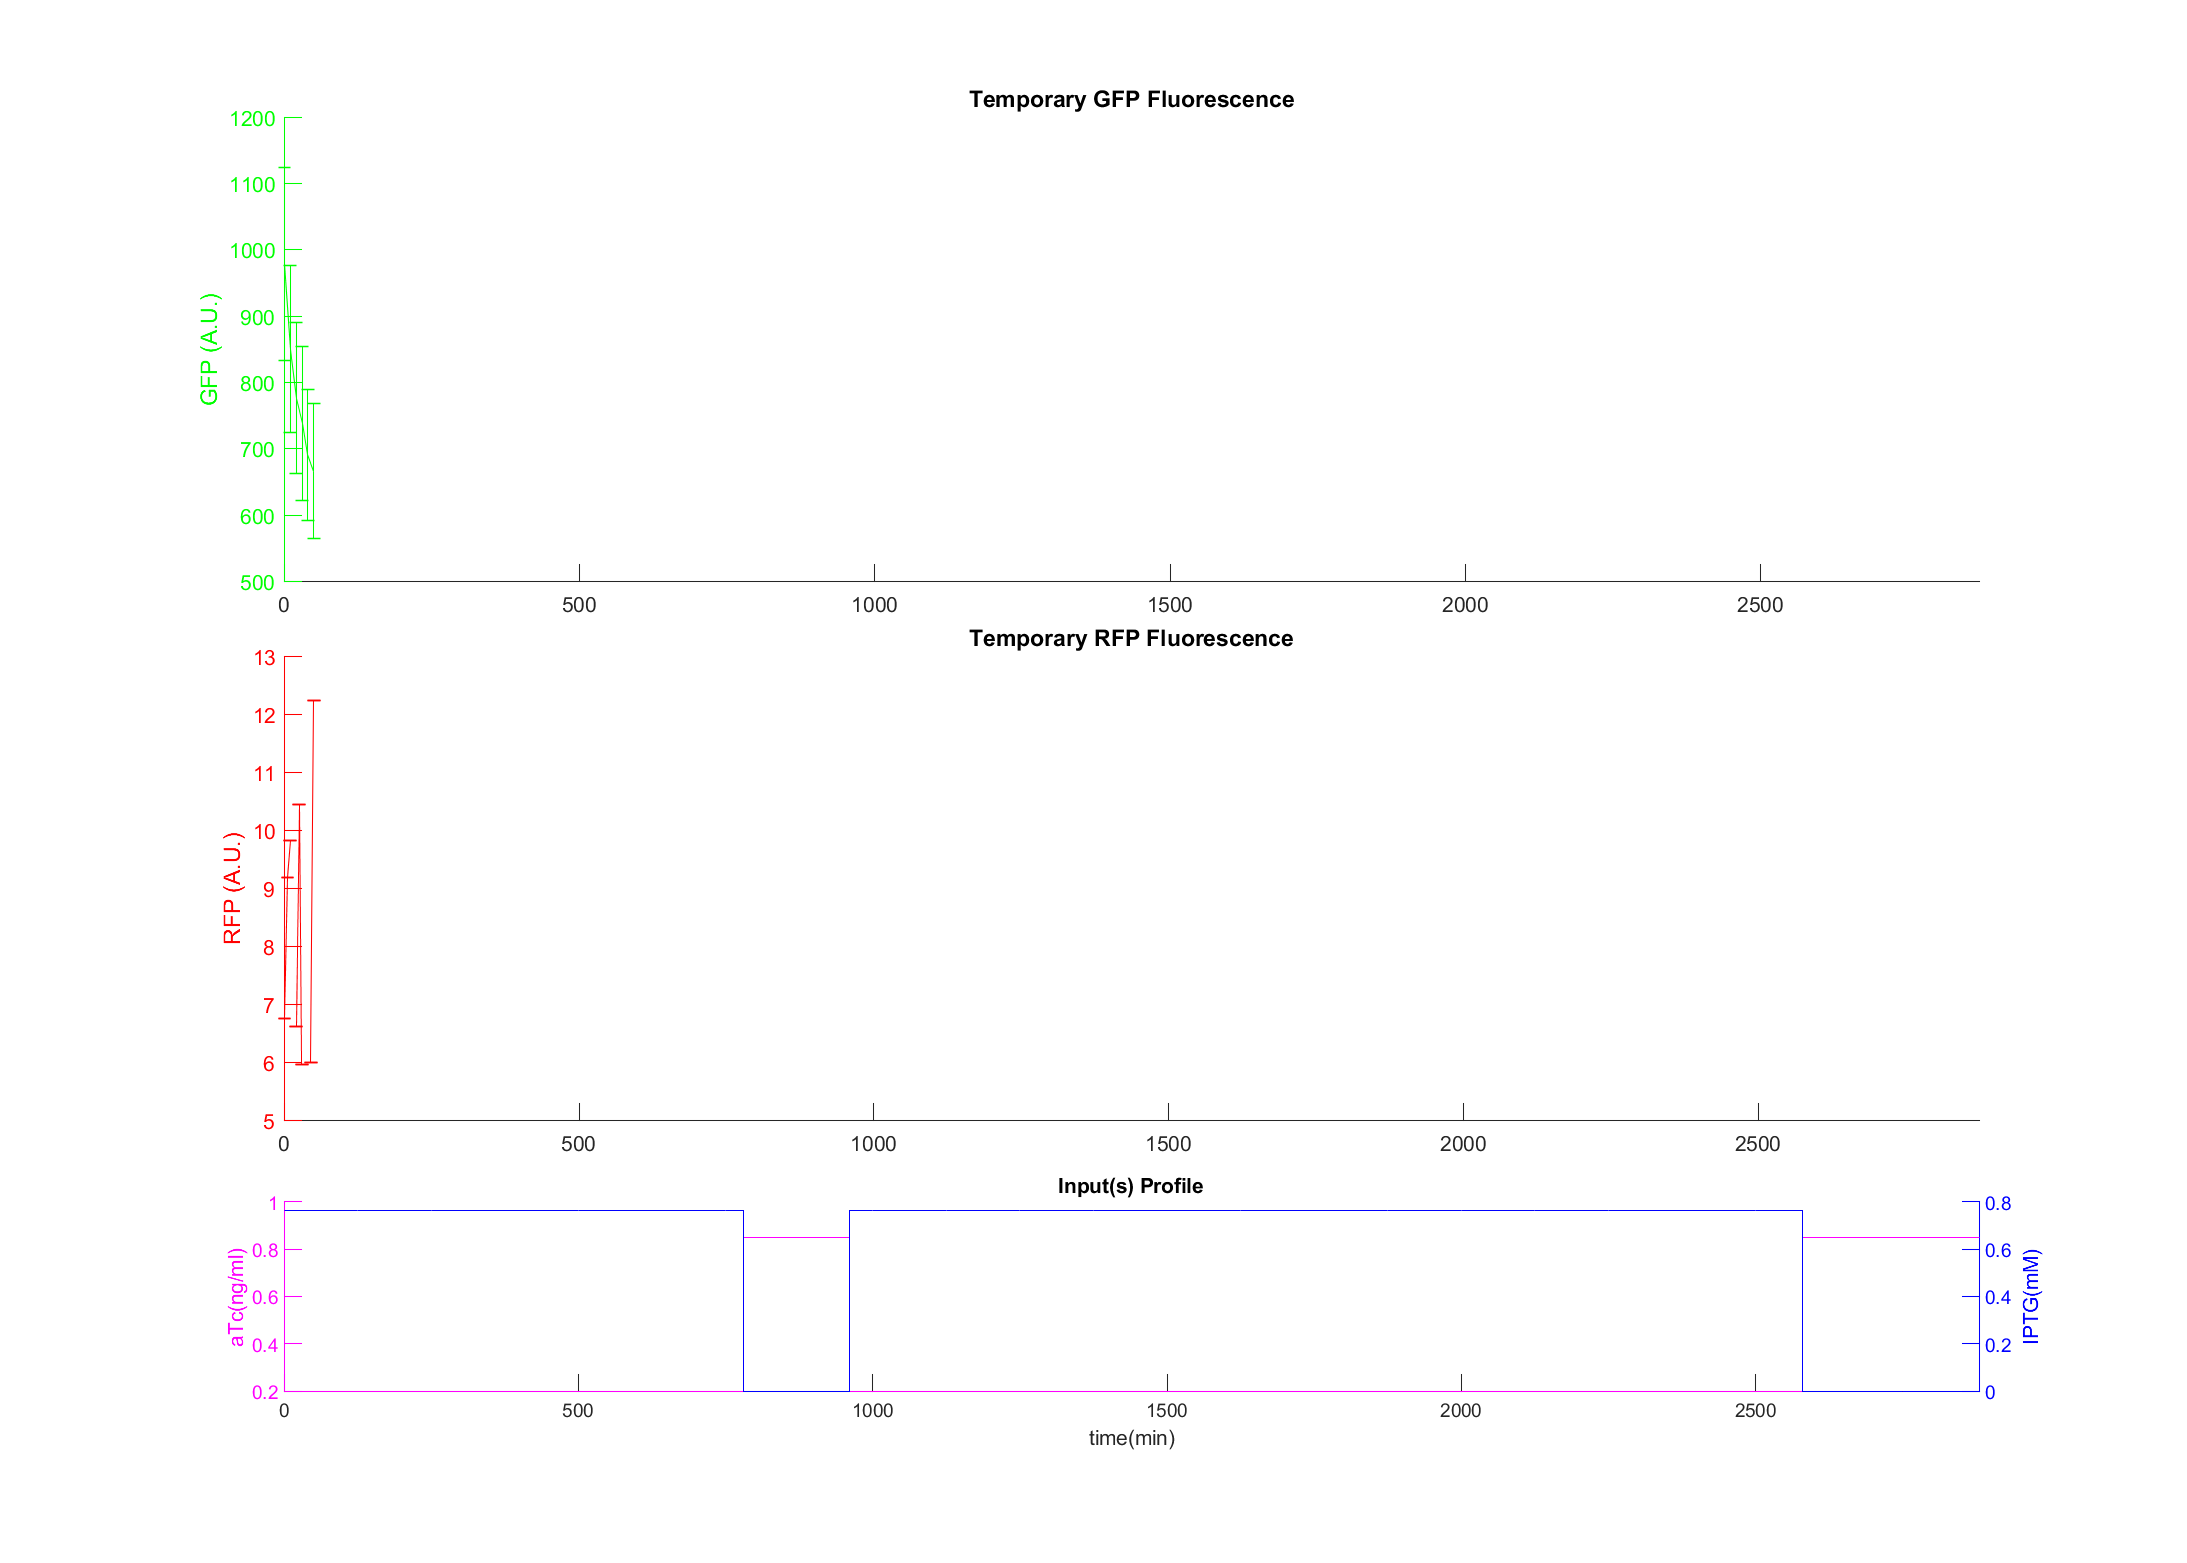 Temporary GFP Fluorescence
1200
1100
1000
900
800
700
600
500
GFP (A.U.)
0 500 1000 1500 2000 2500
Temporary RFP Fluorescence
13
12
11
10
9
8
7
6
5
RFP (A.U.)
0 500 1000 1500 2000 2500
Input(s) Profile
1
0.8
0.6
0.4
0.2
aTc(ng/ml)
0.8
0.6
0.4
0.2
0
IPTG(mM)
0 500 1000 1500 2000 2500
time(min)